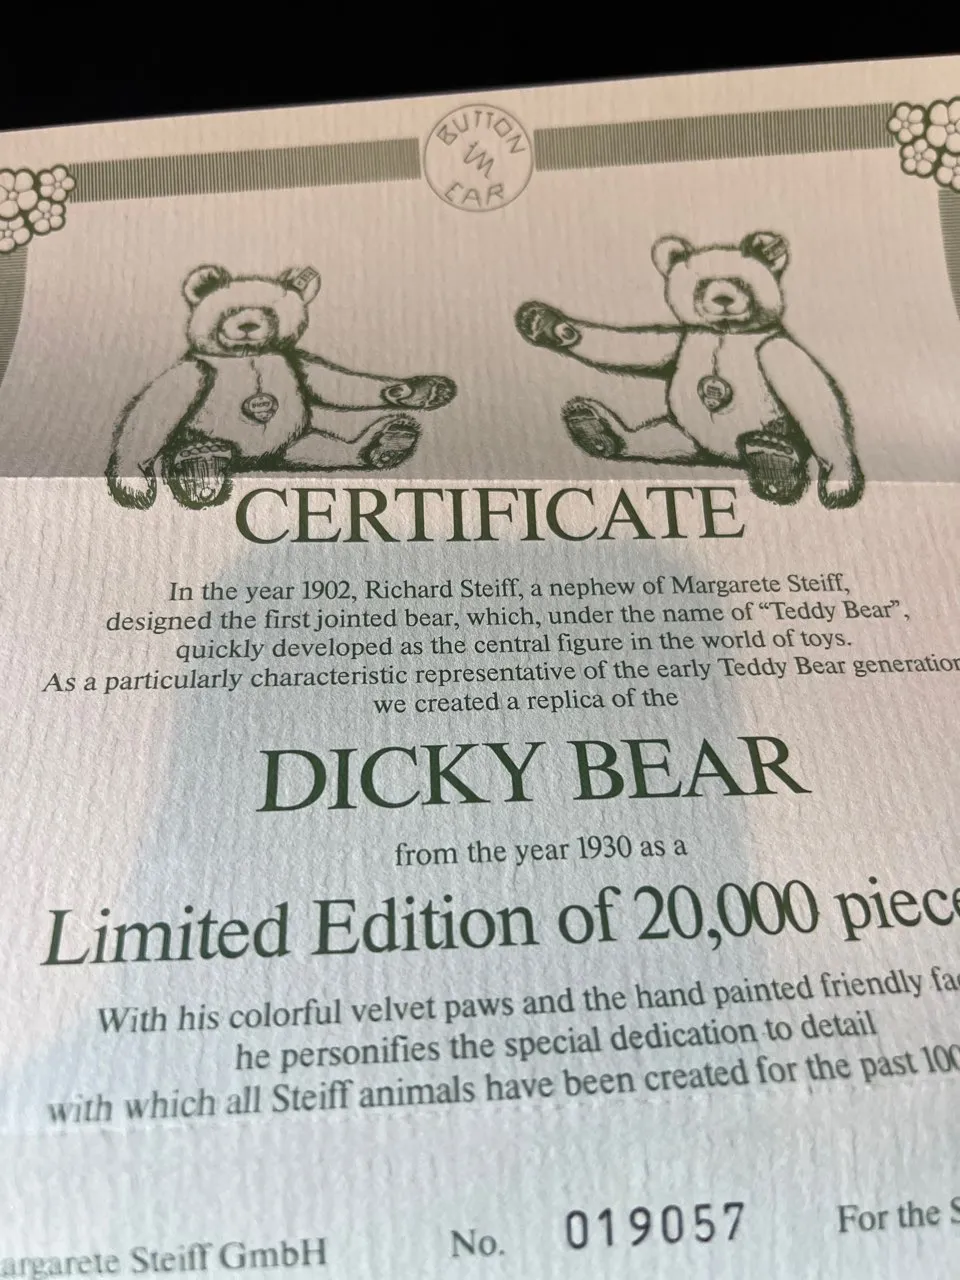 BUTTON
IM
EAR
CERTIFICATE
In the year 1902, Richard Steiff, a nephew of Margarete Steiff,
designed the first jointed bear, which, under the name of “Teddy Bear”,
quickly developed as the central figure in the world of toys.
As a particularly characteristic representative of the early Teddy Bear generation
we created a replica of the
DICKY BEAR
from the year 1930 as a
Limited Edition of 20,000 piece
With his colorful velvet paws and the hand painted friendly fa
he personifies the special dedication to detail
with which all Steiff animals have been created for the past 100
argarete Steiff GmbH No. 019057 For the S